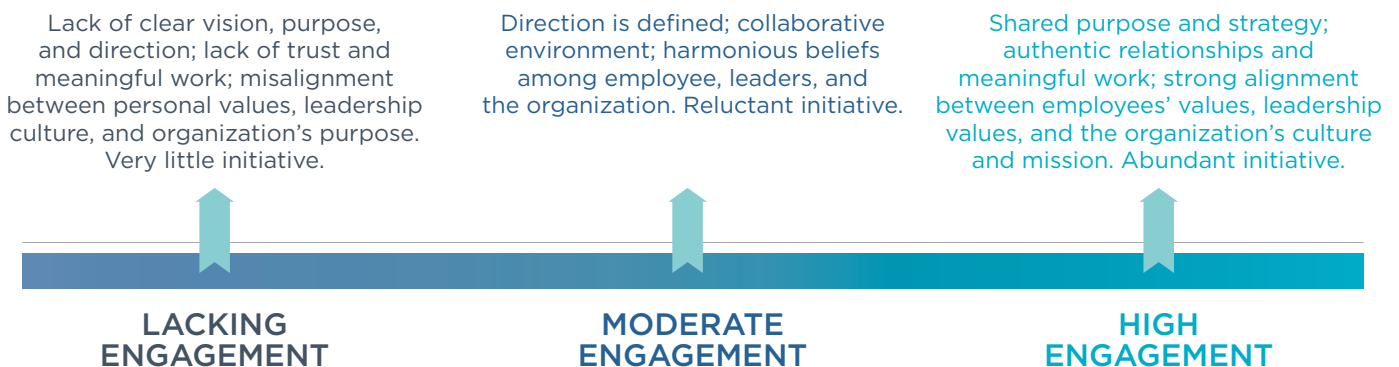 Lack of clear vision, purpose,
and direction; lack of trust and
meaningful work; misalignment
between personal values, leadership
culture, and organization’s purpose.
Very little initiative.
Direction is defined; collaborative
environment; harmonious beliefs
among employee, leaders, and
the organization. Reluctant initiative.
Shared purpose and strategy;
authentic relationships and
meaningful work; strong alignment
between employees’ values, leadership
values, and the organization’s culture
and mission. Abundant initiative.
LACKING
ENGAGEMENT
MODERATE
ENGAGEMENT
HIGH
ENGAGEMENT